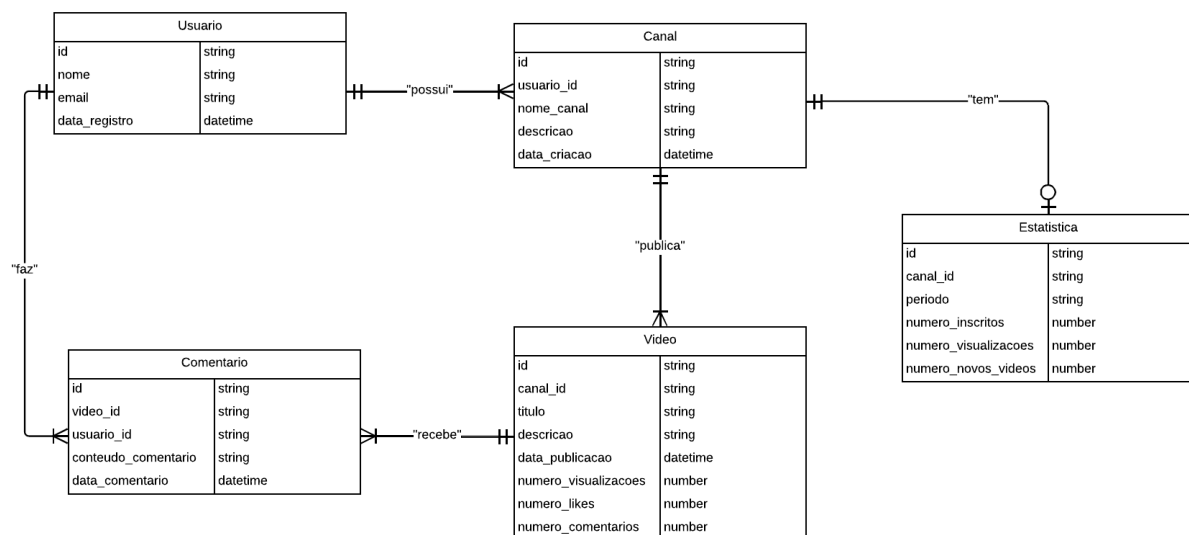 Usuario
id string
nome string
email string
data_registro datetime
"possui"
Canal
id string
usuario_id string
nome_canal string
descricao string
data_criacao datetime
"tem"
"publica"
Estatistica
id string
canal_id string
periodo string
numero_inscritos number
numero_visualizacoes number
numero_novos_videos number
"faz"
Comentario
id string
video_id string
usuario_id string
conteudo_comentario string
data_comentario datetime
"recebe"
Video
id string
canal_id string
titulo string
descricao string
data_publicacao datetime
numero_visualizacoes number
numero_likes number
numero_comentarios number